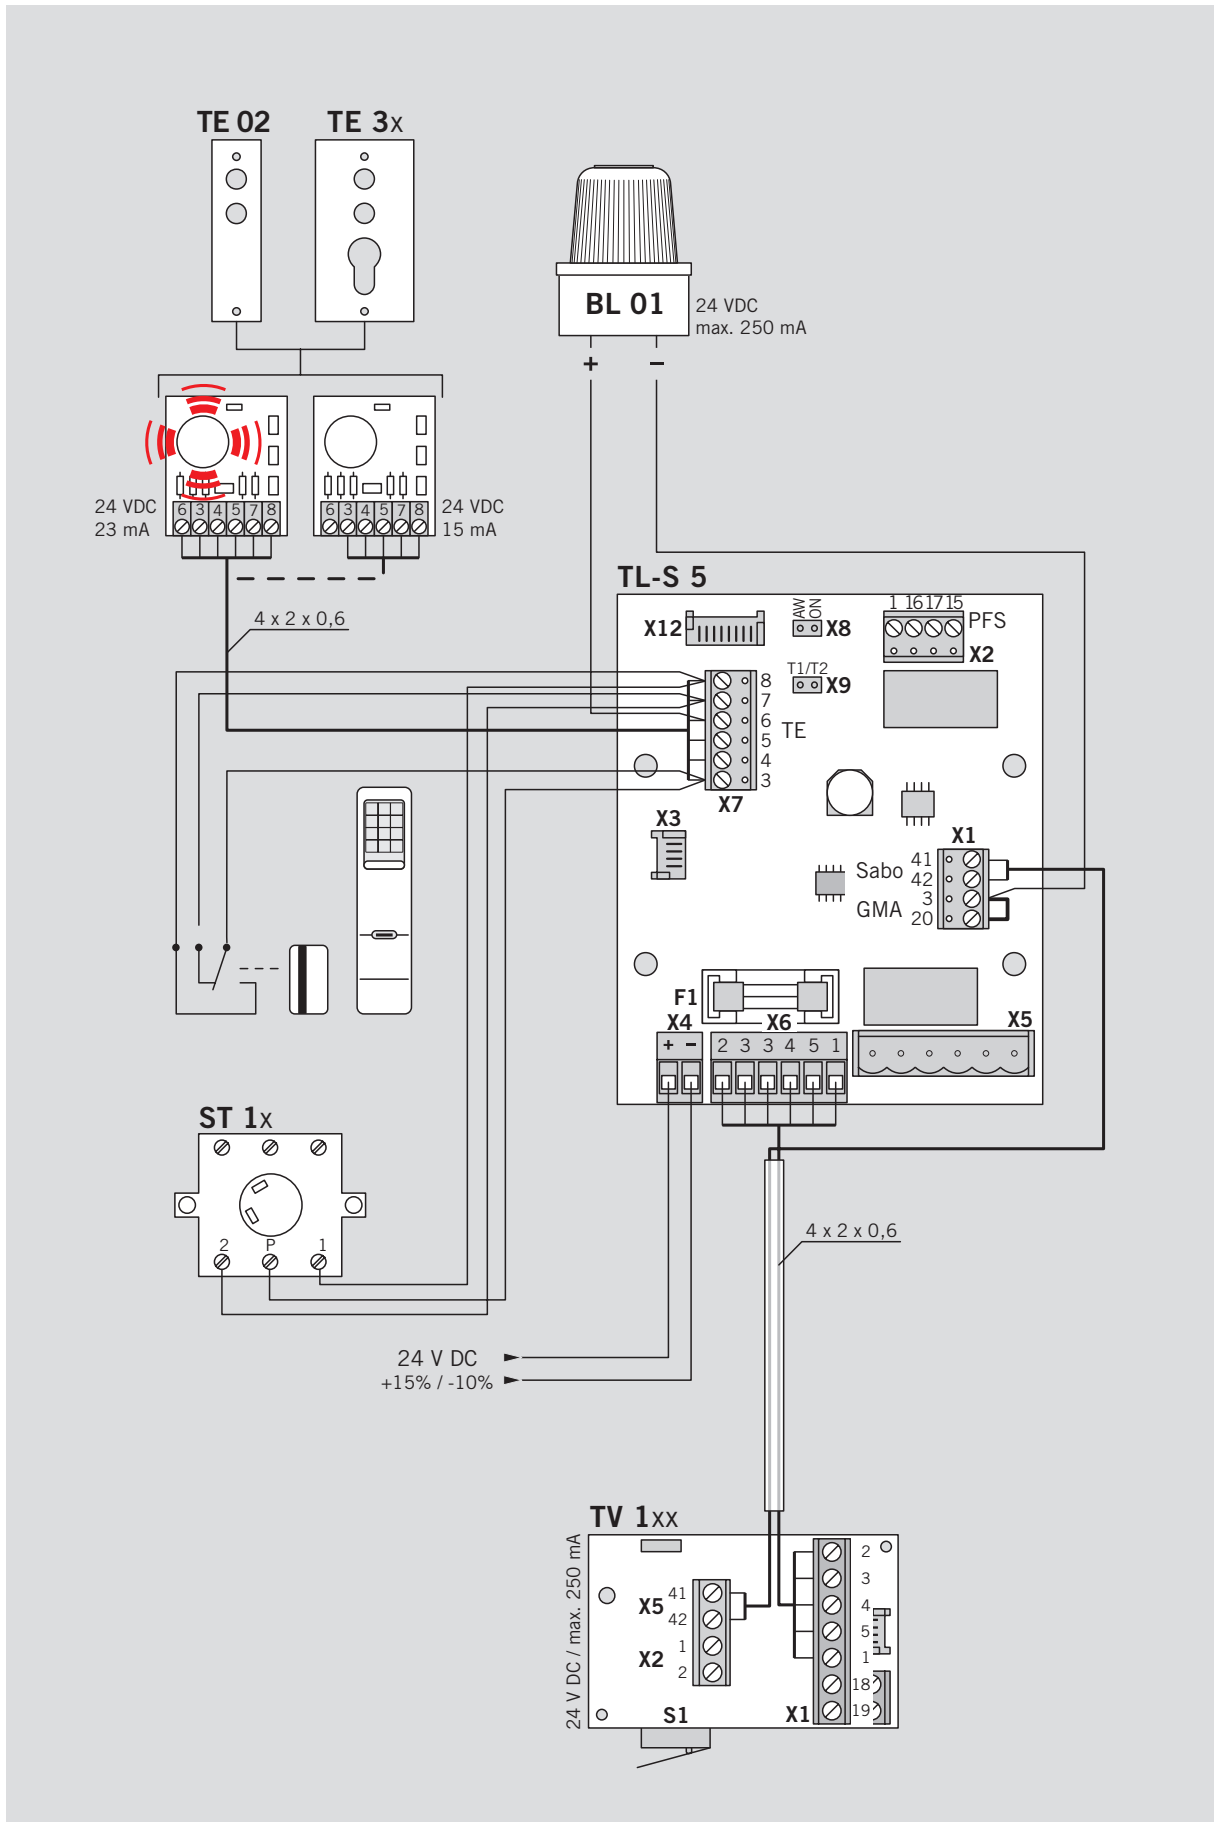 TE 02
TE 3x
BL 01
24 VDC
max. 250 mA
+
−
6 3 4 5 7 8
6 3 4 5 7 8
24 VDC
23 mA
24 VDC
15 mA
4 x 2 x 0,6
TL-S 5
X12
AW
ON
X8
1 16 17 15
PFS
X2
T1/T2
X9
8
7
6
5
4
3
TE
X7
X3
X1
Sabo
41
42
GMA
3
20
F1
X4
+ −
X6
2 3 3 4 5 1
X5
ST 1x
2 P 1
4 x 2 x 0,6
24 V DC
+15% / -10%
TV 1xx
24 V DC / max. 250 mA
X5
41
42
X2
1
2
S1
X1
2
3
4
5
1
18
19